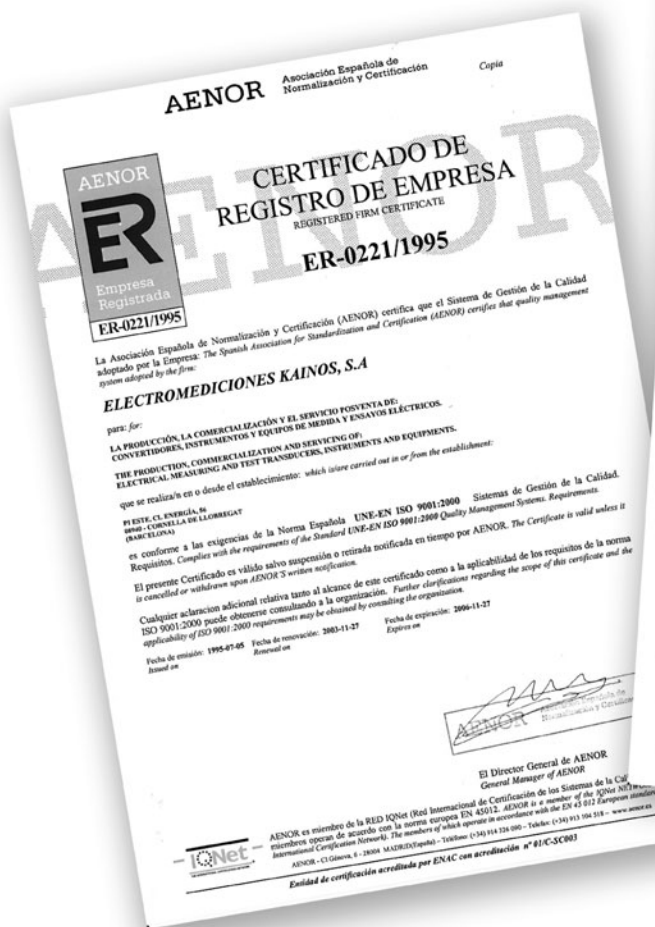 AENOR Asociación Española de
Normalización y Certificación
Copia
AENOR
AENOR
ER
Empresa
Registrada
ER-0221/1995
CERTIFICADO DE
REGISTRO DE EMPRESA
REGISTERED FIRM CERTIFICATE
ER-0221/1995
La Asociación Española de Normalización y Certificación (AENOR) certifica que el Sistema de Gestión de la Calidad
adoptado por la Empresa: The Spanish Association for Standardization and Certification (AENOR) certifies that quality management
system adopted by the firm:
ELECTROMEDICIONES KAINOS, S.A
para: for:
LA PRODUCCIÓN, LA COMERCIALIZACIÓN Y EL SERVICIO POSVENTA DE:
CONVERTIDORES, INSTRUMENTOS Y EQUIPOS DE MEDIDA Y ENSAYOS ELÉCTRICOS.
THE PRODUCTION, COMMERCIALIZATION AND SERVICING OF:
ELECTRICAL MEASURING AND TEST TRANSDUCERS, INSTRUMENTS AND EQUIPMENTS.
que se realiza/n en o desde el establecimiento: which is/are carried out in or from the establishment:
PI ESTE. CL. ENERGÍA, 56
08940 - CORNELLA DE LLOBREGAT
(BARCELONA)
es conforme a las exigencias de la Norma Española UNE-EN ISO 9001:2000 Sistemas de Gestión de la Calidad.
Requisitos. Complies with the requirements of the Standard UNE-EN ISO 9001:2000 Quality Management Systems. Requirements.
El presente Certificado es válido salvo suspensión o retirada notificada en tiempo por AENOR. The Certificate is valid unless it
is cancelled or withdrawn upon AENOR'S written notification.
Cualquier aclaracion adicional relativa tanto al alcance de este certificado como a la aplicabilidad de los requisitos de la norma
ISO 9001:2000 puede obtenerse consultando a la organización. Further clarifications regarding the scope of this certificate and the
applicability of ISO 9001:2000 requirements may be obtained by consulting the organization.
Fecha de emisión: 1995-07-05 Fecha de renovación: 2003-11-27 Fecha de expiración: 2006-11-27
Issued on Renewal on Expires on
AENOR Asociación Española de
Normalización y
El Director General de AENOR
General Manager of AENOR
IQNet
AENOR es miembro de la RED IQNet (Red Internacional de Certificación de los Sistemas de la
miembros operan de acuerdo con la norma europea EN 45012. AENOR is a member of the IQNet
International Certification Network). The members of which operate in accordance with the EN 45 012 European
AENOR - Cl Génova, 6 - 28004 MADRID(España) – Teléfono: (+34) 914 326 000 – Telefax: (+34) 913 104 518 – www.aenor.es
Entidad de certificación acreditada por ENAC con acreditación nº 01/C-SC003